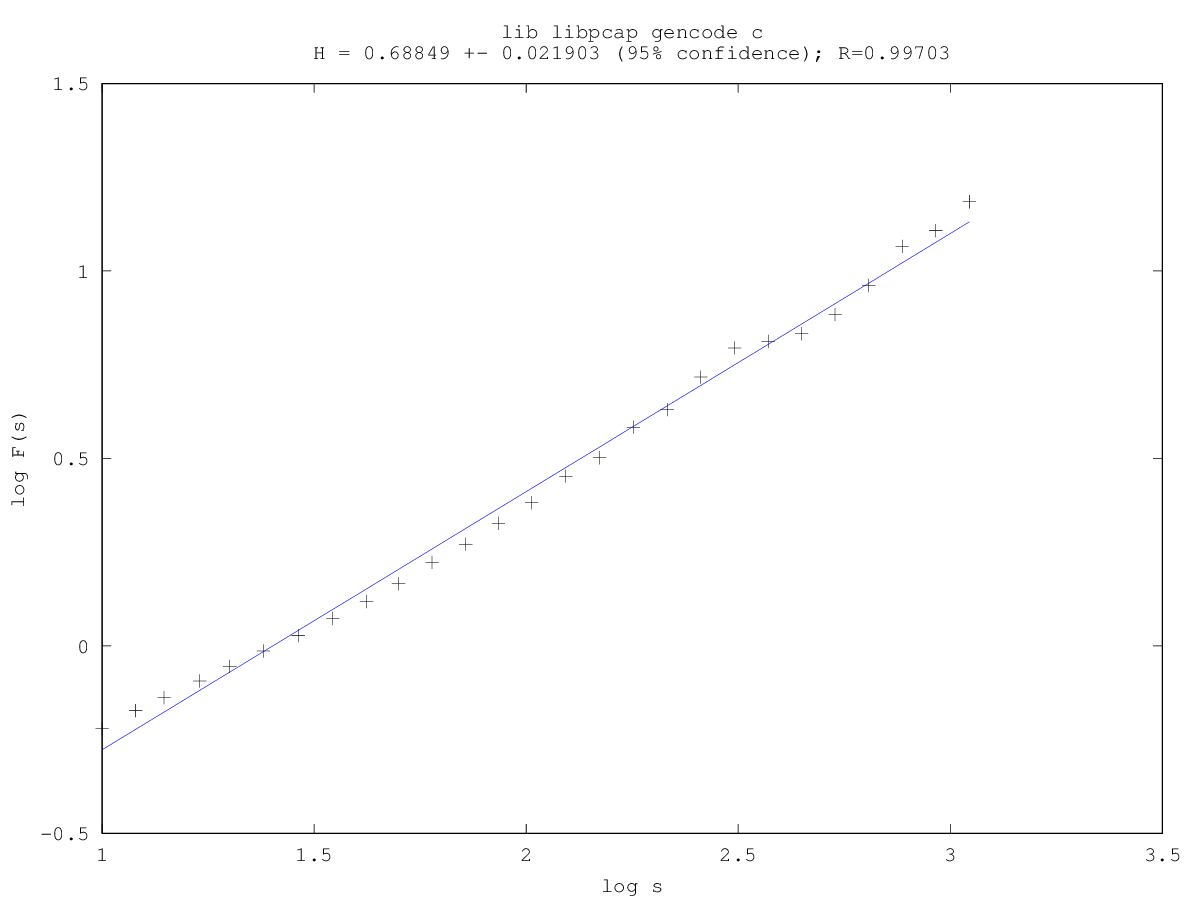 lib libpcap gencode c
H = 0.68849 +- 0.021903 (95% confidence); R=0.99703
1.5
1
0.5
0
-0.5
log F(s)
1 1.5 2 2.5 3 3.5
log s